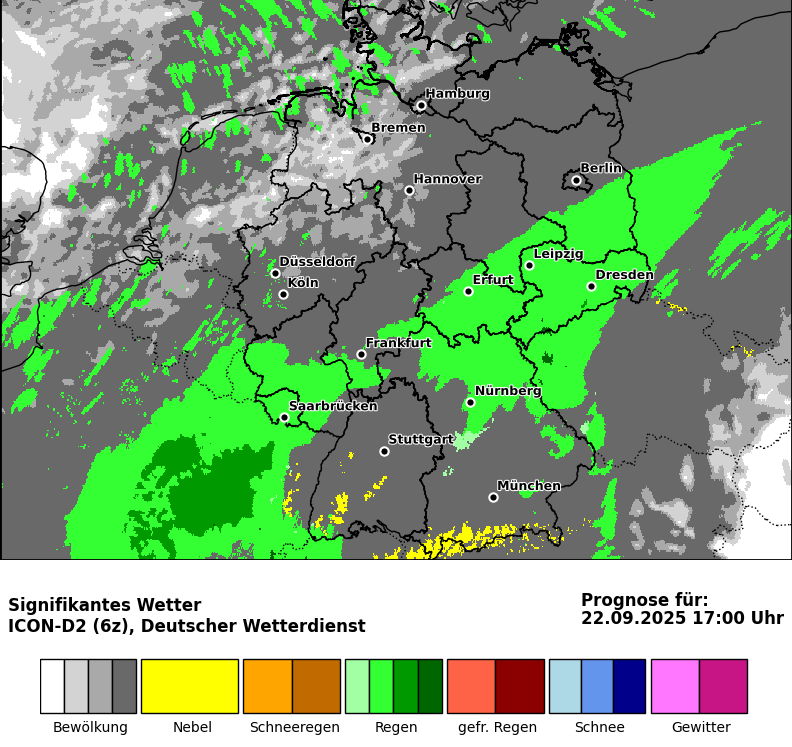 Hamburg
Bremen
Berlin
Hannover
Leipzig
Düsseldorf
Dresden
Erfurt
Köln
Frankfurt
Nürnberg
Saarbrücken
Stuttgart
München
Signifikantes Wetter
ICON-D2 (6z), Deutscher Wetterdienst
Prognose für:
22.09.2025 17:00 Uhr
Bewölkung Nebel Schneeregen Regen gefr. Regen Schnee Gewitter